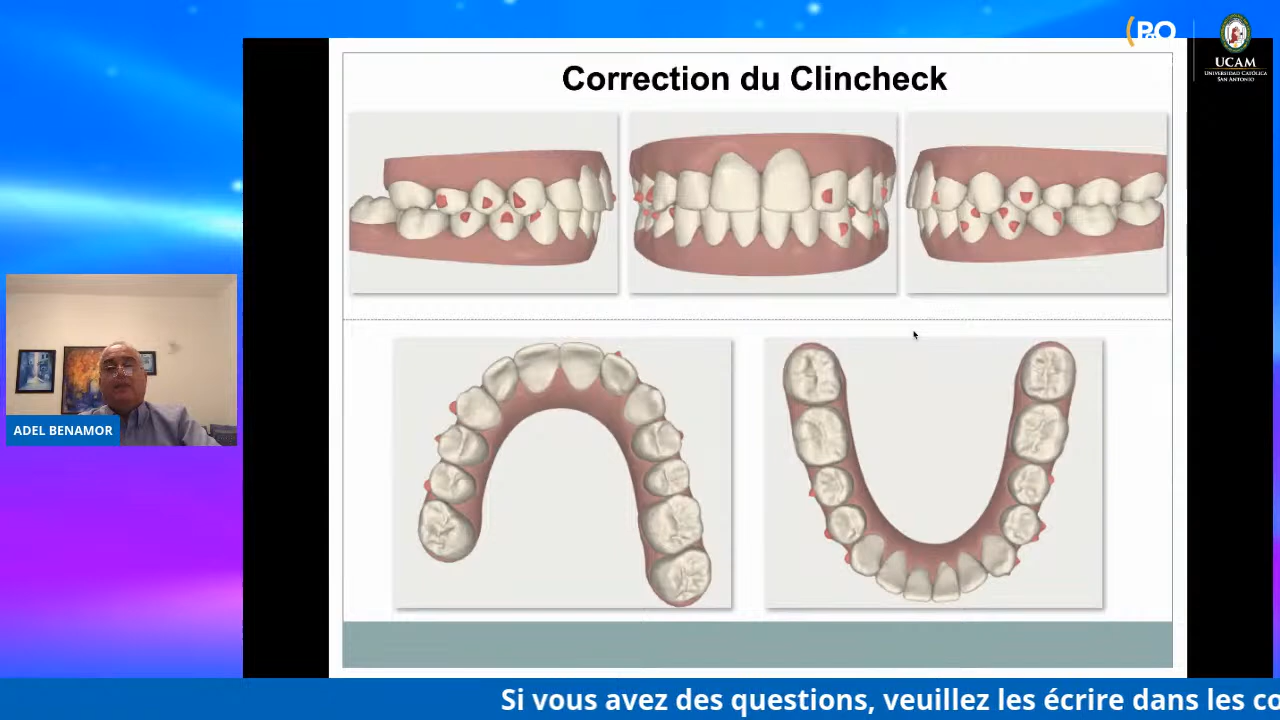 PgO
UCAM
UNIVERSIDAD CATÓLICA
SAN ANTONIO
Correction du Clincheck
ADEL BENAMOR
Si vous avez des questions, veuillez les écrire dans les co